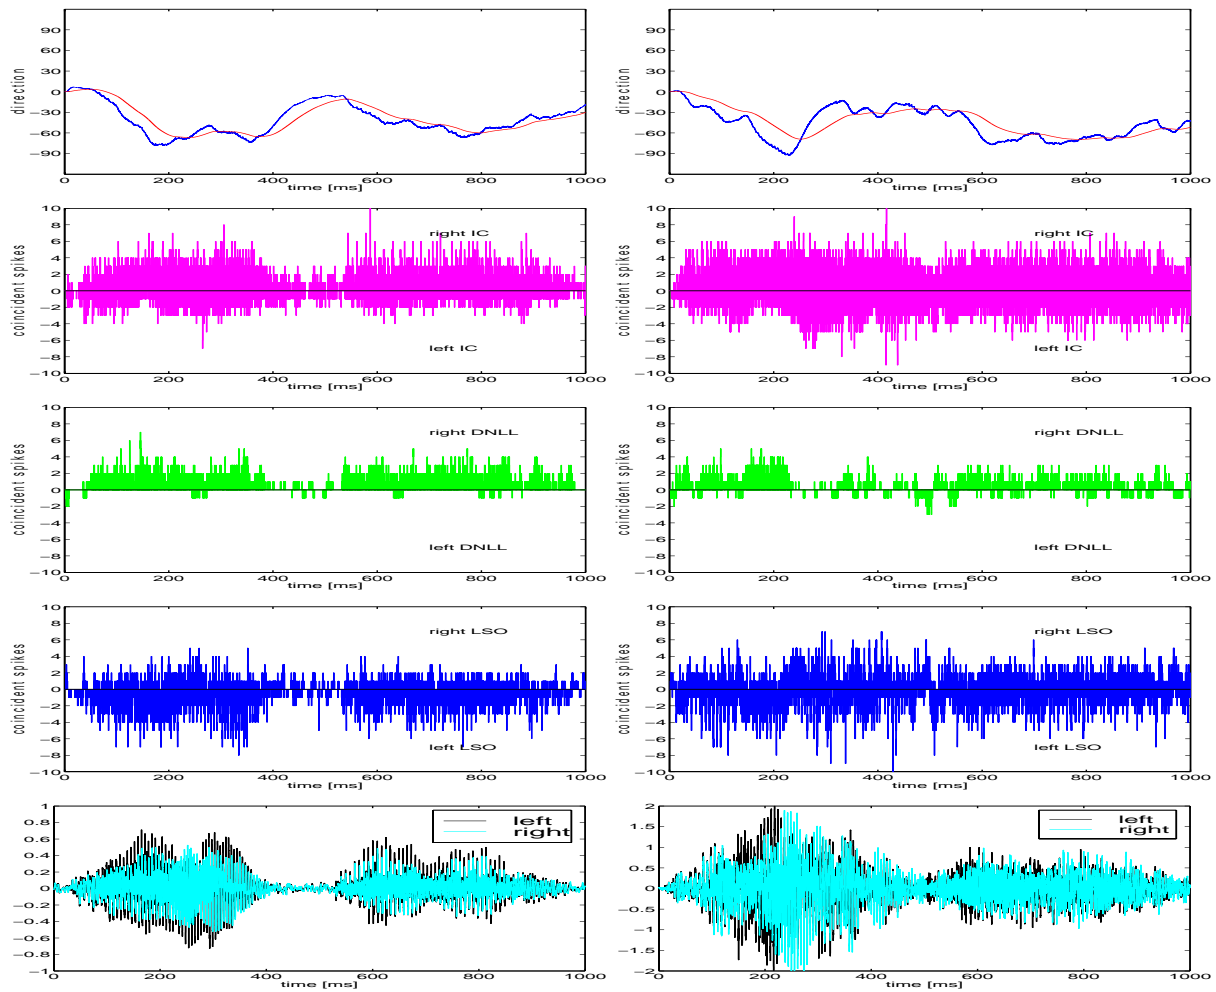 90
60
30
0
−30
−60
−90
direction
0 200 400 600 800 1000
time [ms]
90
60
30
0
−30
−60
−90
direction
0 200 400 600 800 1000
time [ms]
10
8
6
4
2
0
−2
−4
−6
−8
−10
coincident spikes
right IC
left IC
0 200 400 600 800 1000
time [ms]
10
8
6
4
2
0
−2
−4
−6
−8
−10
coincident spikes
right IC
left IC
0 200 400 600 800 1000
time [ms]
10
8
6
4
2
0
−2
−4
−6
−8
−10
coincident spikes
right DNLL
left DNLL
0 200 400 600 800 1000
time [ms]
10
8
6
4
2
0
−2
−4
−6
−8
−10
coincident spikes
right DNLL
left DNLL
0 200 400 600 800 1000
time [ms]
10
8
6
4
2
0
−2
−4
−6
−8
−10
coincident spikes
right LSO
left LSO
0 200 400 600 800 1000
time [ms]
10
8
6
4
2
0
−2
−4
−6
−8
−10
coincident spikes
right LSO
left LSO
0 200 400 600 800 1000
time [ms]
1
0.8
0.6
0.4
0.2
0
−0.2
−0.4
−0.6
−0.8
−1
left
right
0 200 400 600 800 1000
time [ms]
2
1.5
1
0.5
0
−0.5
−1
−1.5
−2
left
right
0 200 400 600 800 1000
time [ms]